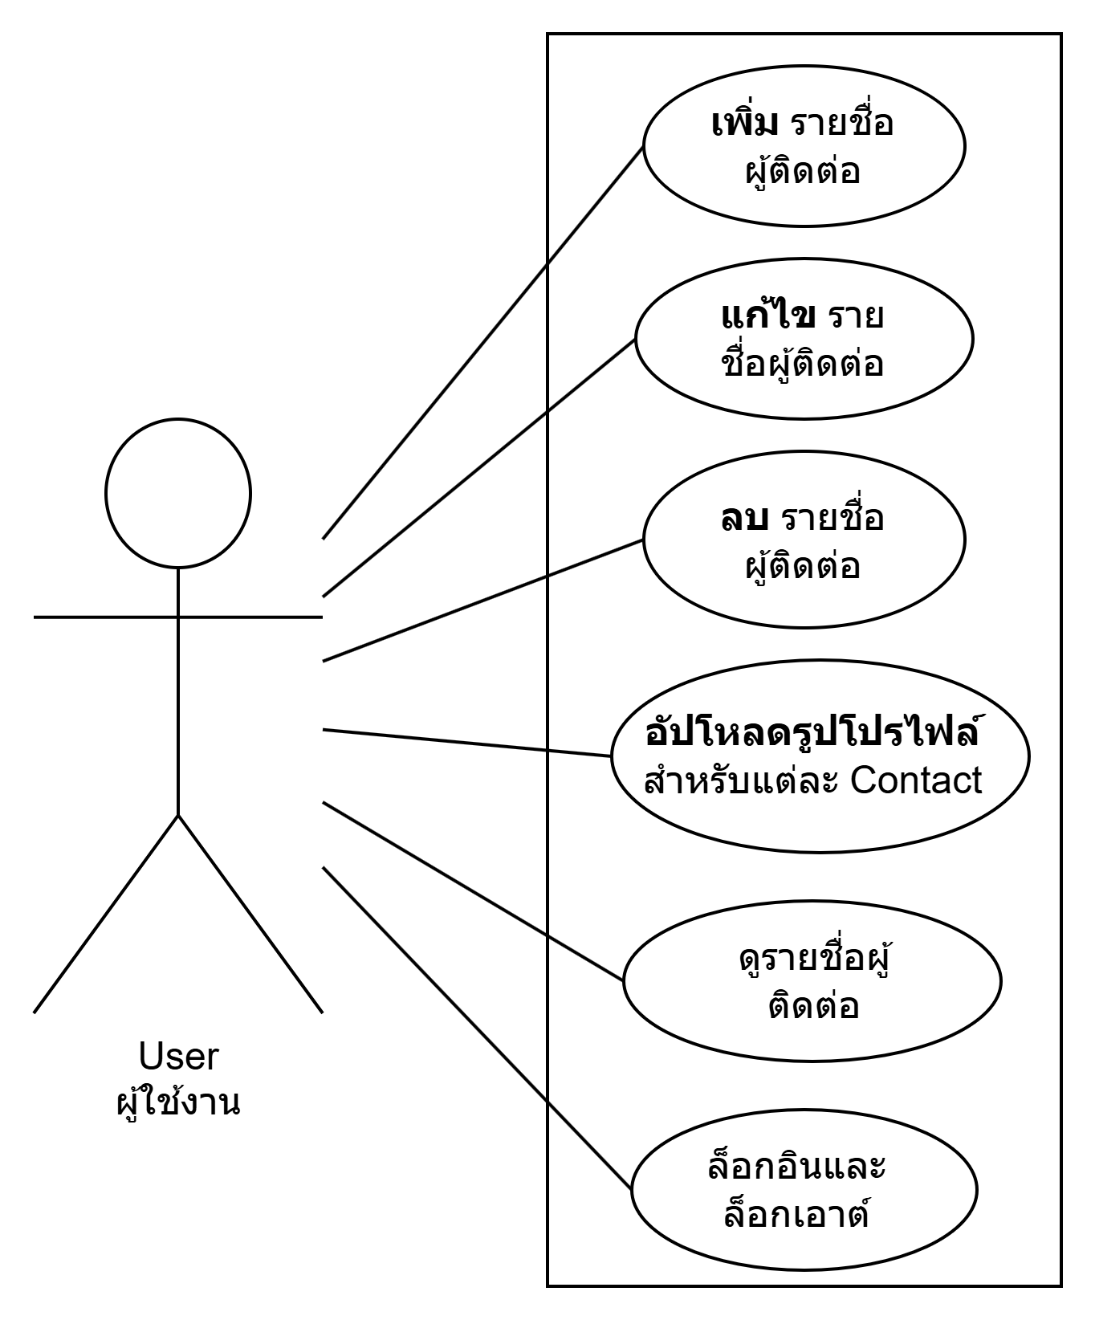 เพิ่ม รายชื่อ
ผู้ติดต่อ
แก้ไข ราย
ชื่อผู้ติดต่อ
ลบ รายชื่อ
ผู้ติดต่อ
อัปโหลดรูปโปรไฟล์
สำหรับแต่ละ Contact
ดูรายชื่อผู้
ติดต่อ
ล็อกอินและ
ล็อกเอาต์
User
ผู้ใช้งาน